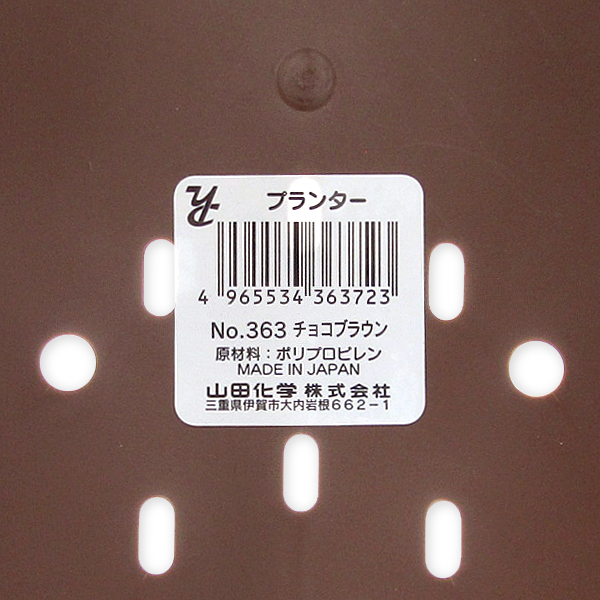 プランター
4 965534 363723
No.363 チョコブラウン
原材料：ポリプロピレン
MADE IN JAPAN
山田化学株式会社
三重県伊賀市大内岩根662-1